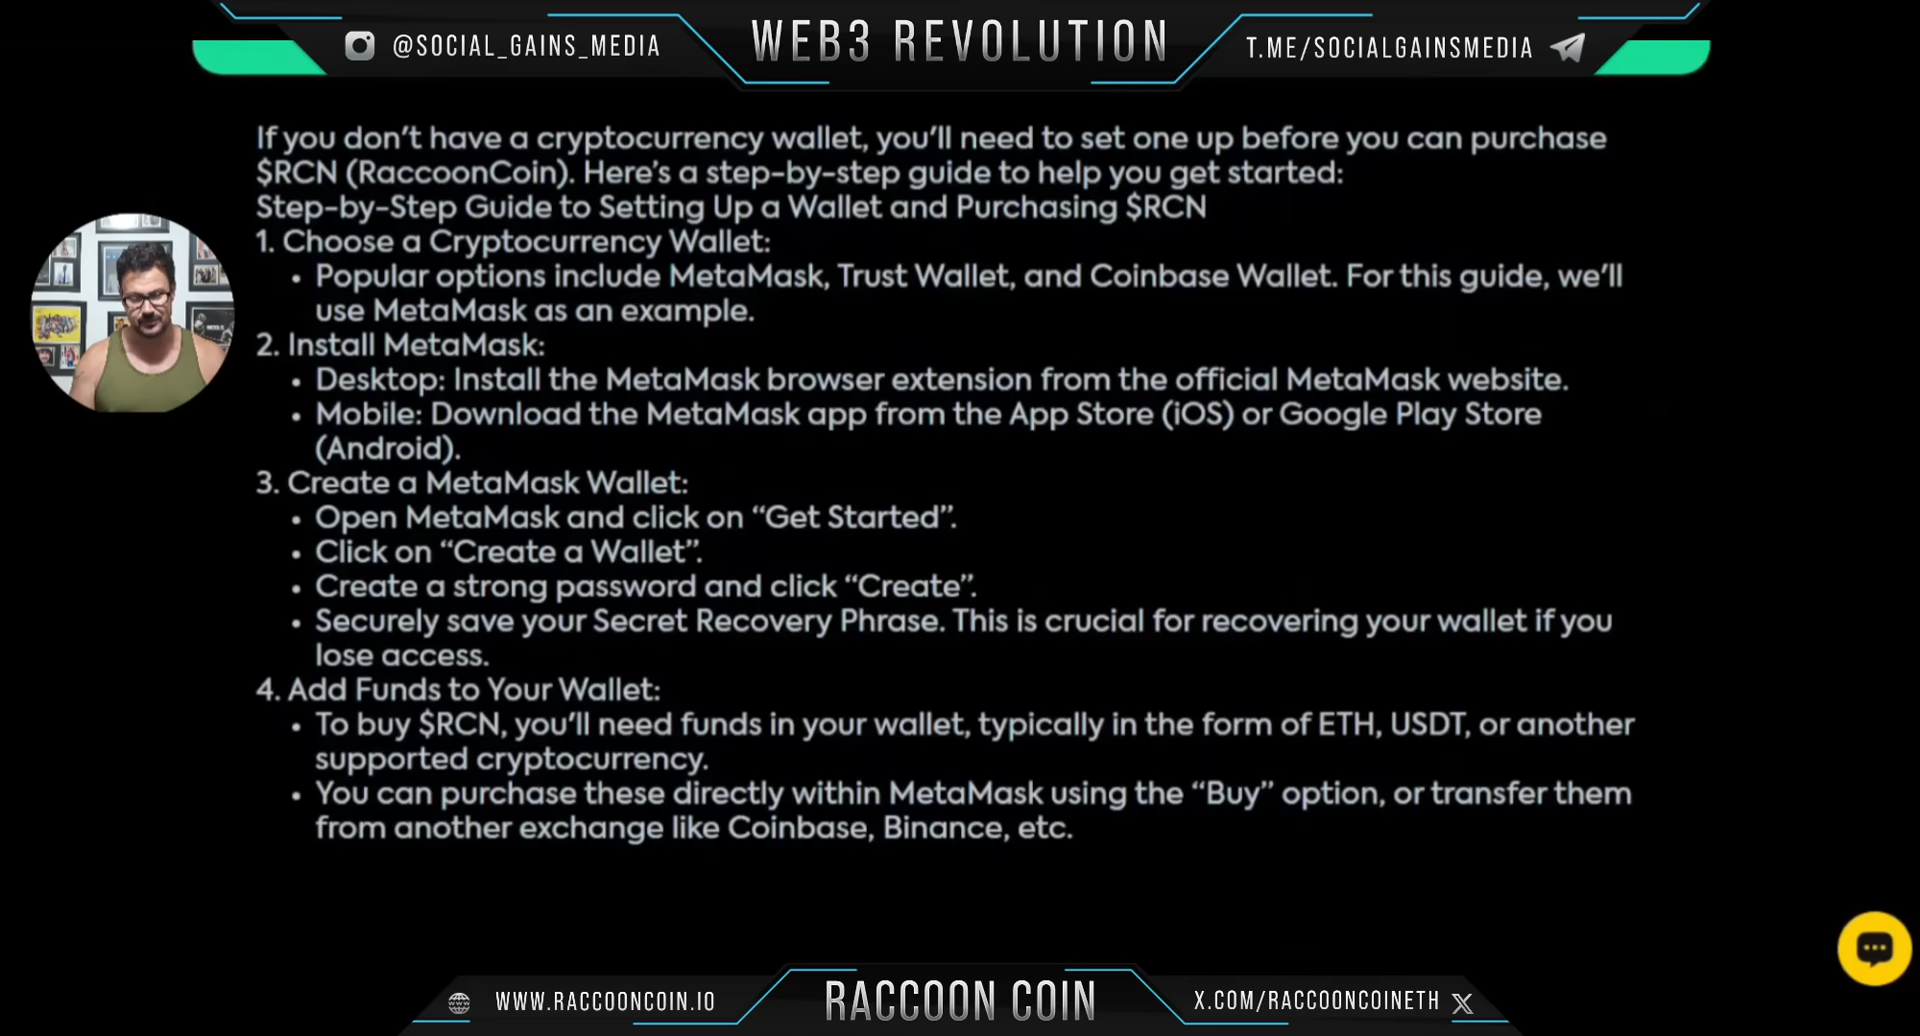 @SOCIAL_GAINS_MEDIA
WEB3 REVOLUTION
T.ME/SOCIALGAINSMEDIA
If you don't have a cryptocurrency wallet, you'll need to set one up before you can purchase
$RCN (RaccoonCoin). Here's a step-by-step guide to help you get started:
Step-by-Step Guide to Setting Up a Wallet and Purchasing $RCN
1. Choose a Cryptocurrency Wallet:
• Popular options include MetaMask, Trust Wallet, and Coinbase Wallet. For this guide, we'll
use MetaMask as an example.
2. Install MetaMask:
• Desktop: Install the MetaMask browser extension from the official MetaMask website.
• Mobile: Download the MetaMask app from the App Store (iOS) or Google Play Store
(Android).
3. Create a MetaMask Wallet:
• Open MetaMask and click on “Get Started”.
• Click on “Create a Wallet”.
• Create a strong password and click “Create”.
• Securely save your Secret Recovery Phrase. This is crucial for recovering your wallet if you
lose access.
4. Add Funds to Your Wallet:
• To buy $RCN, you'll need funds in your wallet, typically in the form of ETH, USDT, or another
supported cryptocurrency.
• You can purchase these directly within MetaMask using the “Buy” option, or transfer them
from another exchange like Coinbase, Binance, etc.
WWW.RACCOONCOIN.IO
RACCOON COIN
X.COM/RACCOONCOINETH